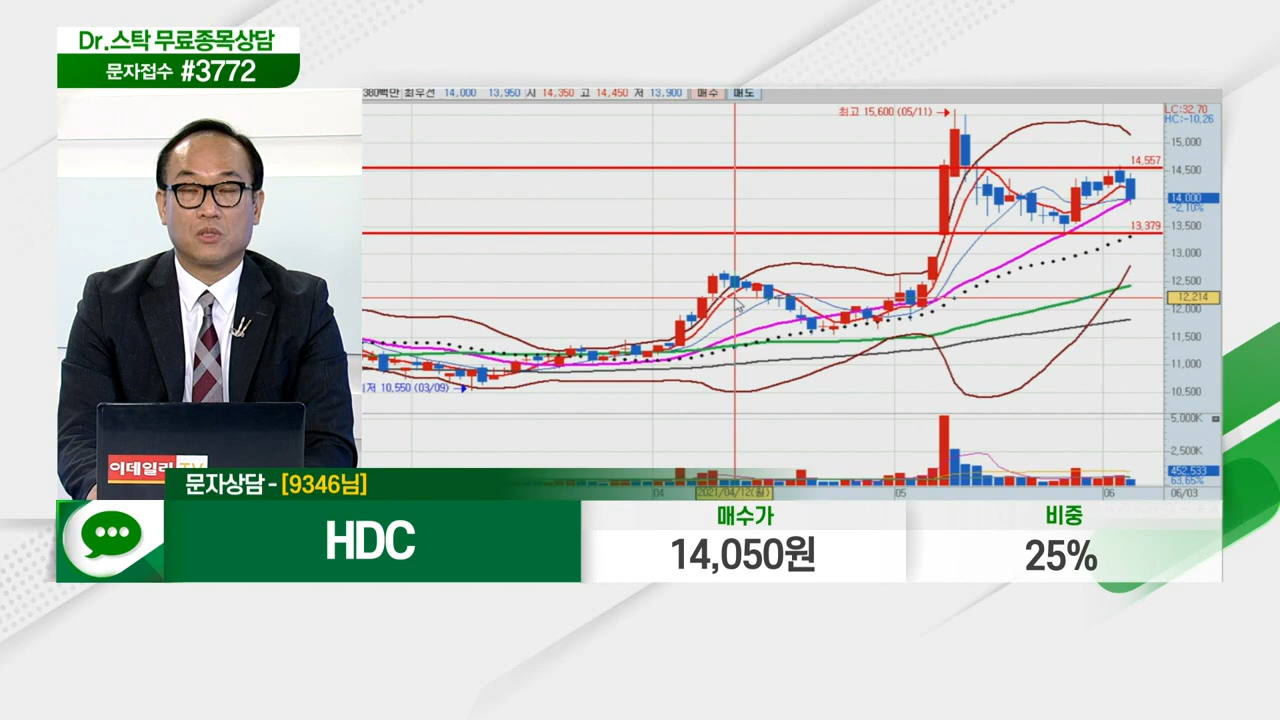 Dr.스탁 무료종목상담
문자접수 #3772
380백만 최우선 14,000 13,950 시 14,350 고 14,450 저 13,900 매수 매도
최고 15,600 (05/11)
LC:32.70
HC:-10.26
15,000
14,557
14,500
14,000
-2.10%
13,500
13,379
13,000
12,500
12,214
12,000
11,500
11,000
10,500
저 10,550 (03/09)
5,000K
2,500K
452,533
63.65%
04
2021/04/12(월)
05
06
06/03
이데일리 TV
문자상담 - [9346님]
HDC
매수가
14,050원
비중
25%